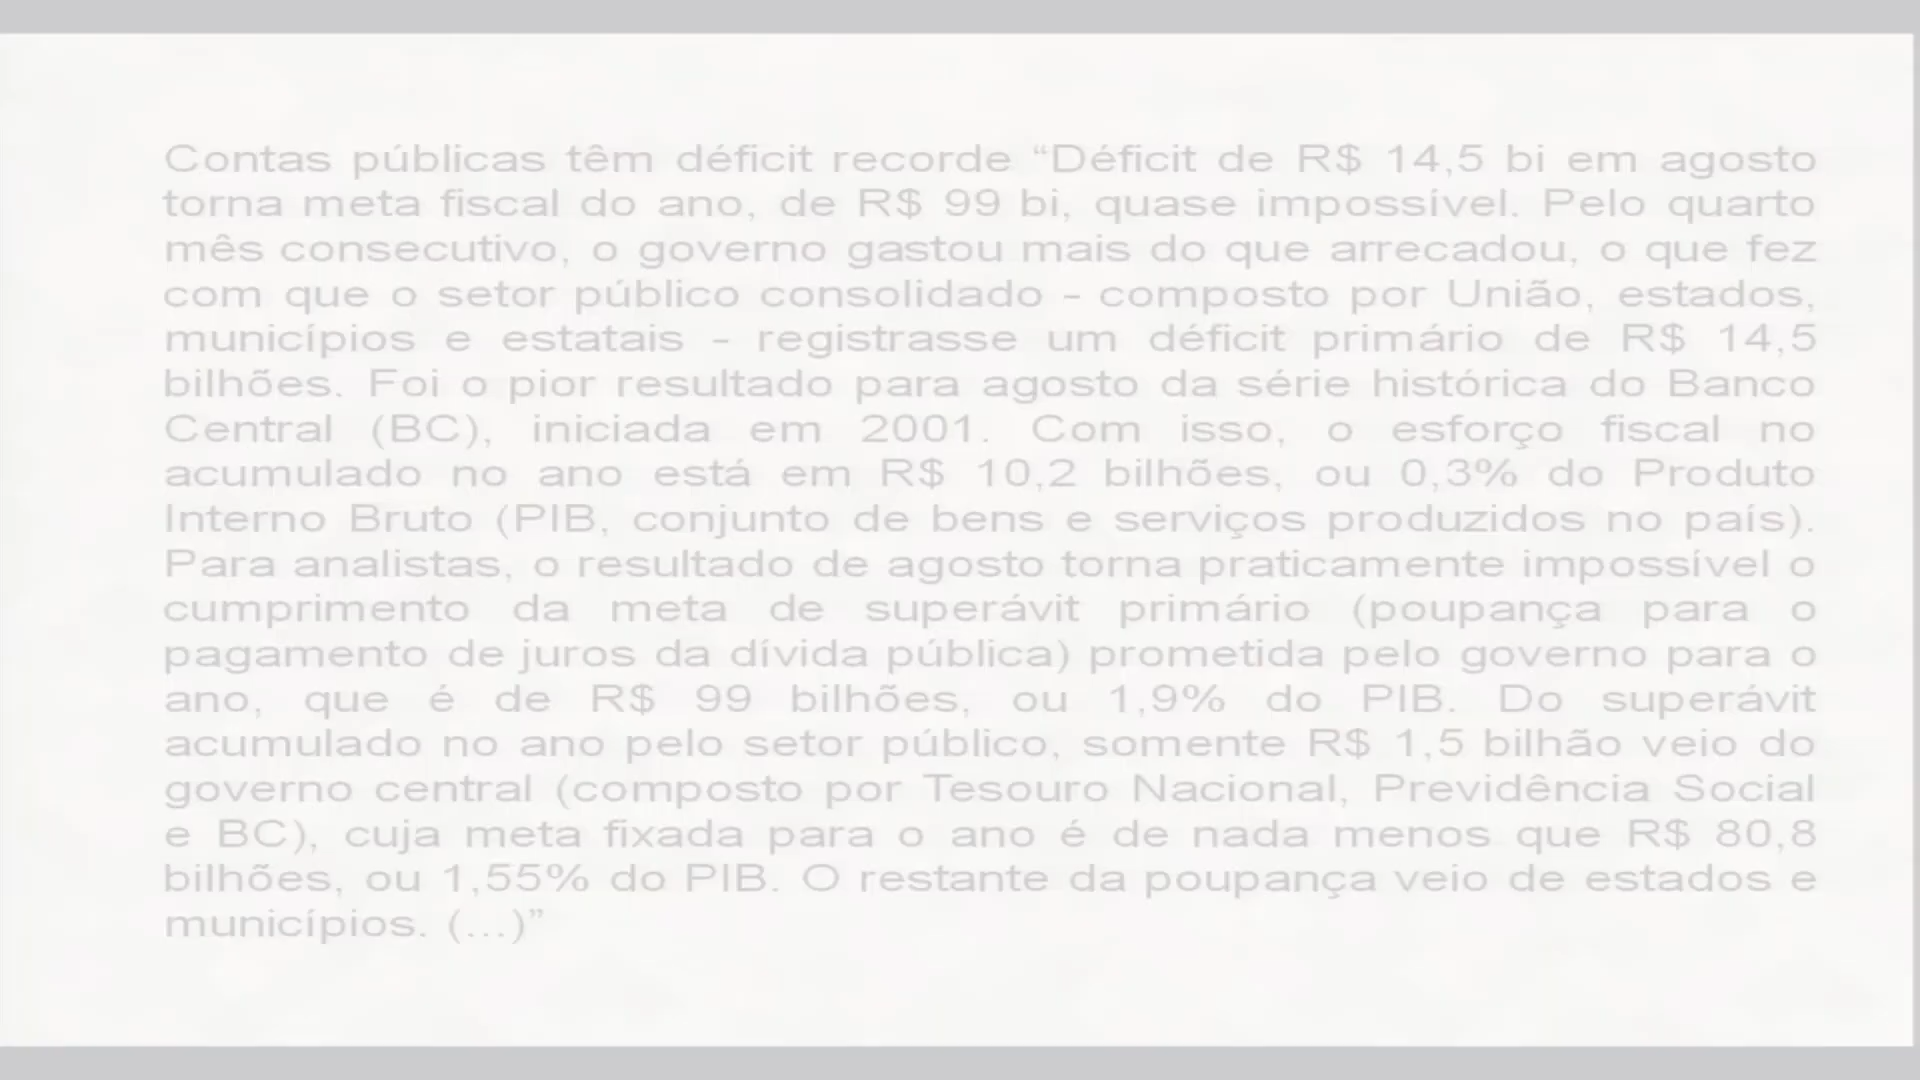 Contas públicas têm déficit recorde “Déficit de R$ 14,5 bi em agosto
torna meta fiscal do ano, de R$ 99 bi, quase impossível. Pelo quarto
mês consecutivo, o governo gastou mais do que arrecadou, o que fez
com que o setor público consolidado - composto por União, estados,
municípios e estatais - registrasse um déficit primário de R$ 14,5
bilhões. Foi o pior resultado para agosto da série histórica do Banco
Central (BC), iniciada em 2001. Com isso, o esforço fiscal no
acumulado no ano está em R$ 10,2 bilhões, ou 0,3% do Produto
Interno Bruto (PIB, conjunto de bens e serviços produzidos no país).
Para analistas, o resultado de agosto torna praticamente impossível o
cumprimento da meta de superávit primário (poupança para o
pagamento de juros da dívida pública) prometida pelo governo para o
ano, que é de R$ 99 bilhões, ou 1,9% do PIB. Do superávit
acumulado no ano pelo setor público, somente R$ 1,5 bilhão veio do
governo central (composto por Tesouro Nacional, Previdência Social
e BC), cuja meta fixada para o ano é de nada menos que R$ 80,8
bilhões, ou 1,55% do PIB. O restante da poupança veio de estados e
municípios. (...)”